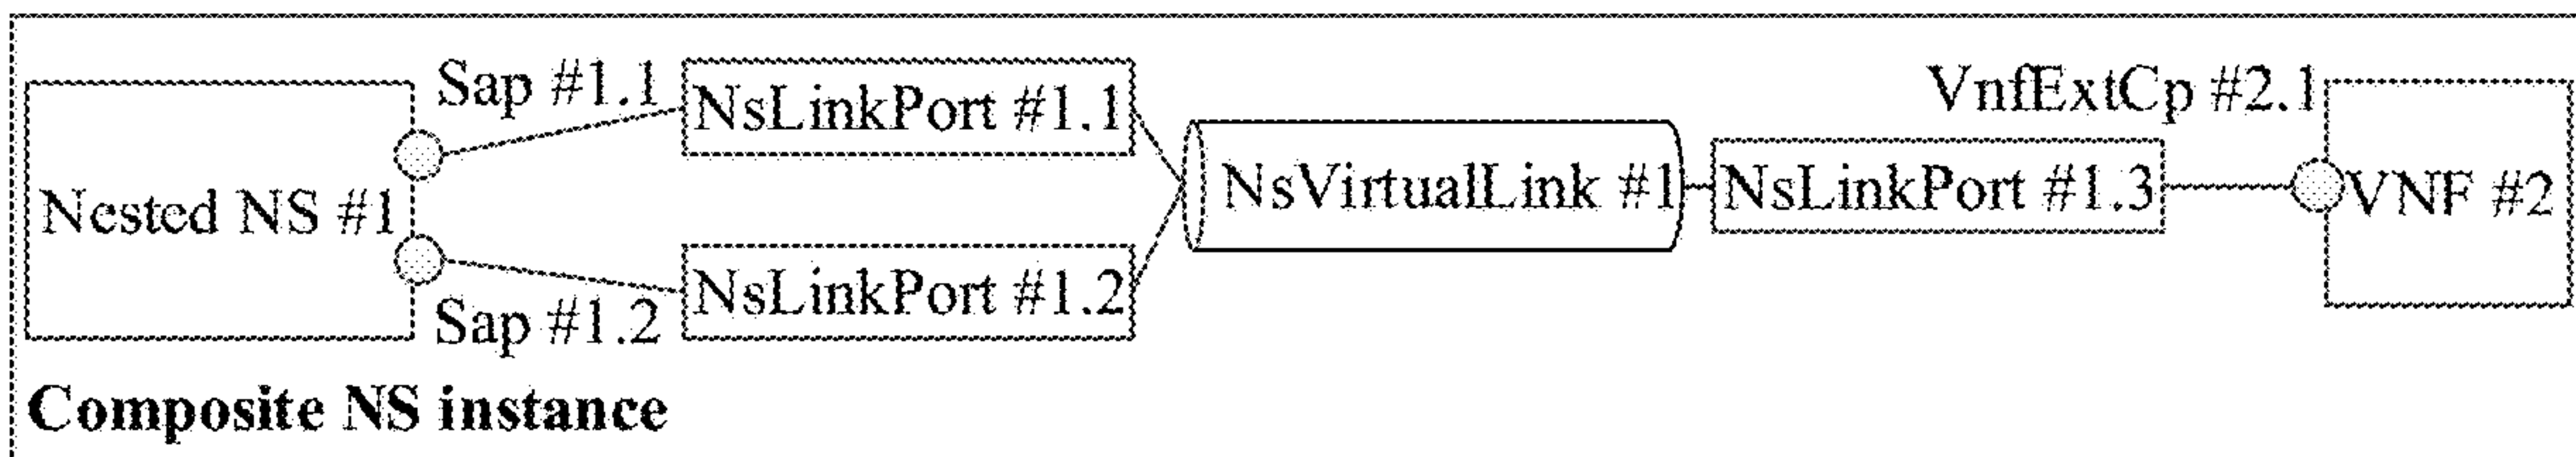 Sap #1.1
NsLinkPort #1.1
VnfExtCp #2.1
Nested NS #1
NsVirtualLink #1
NsLinkPort #1.3
VNF #2
Sap #1.2
NsLinkPort #1.2
Composite NS instance